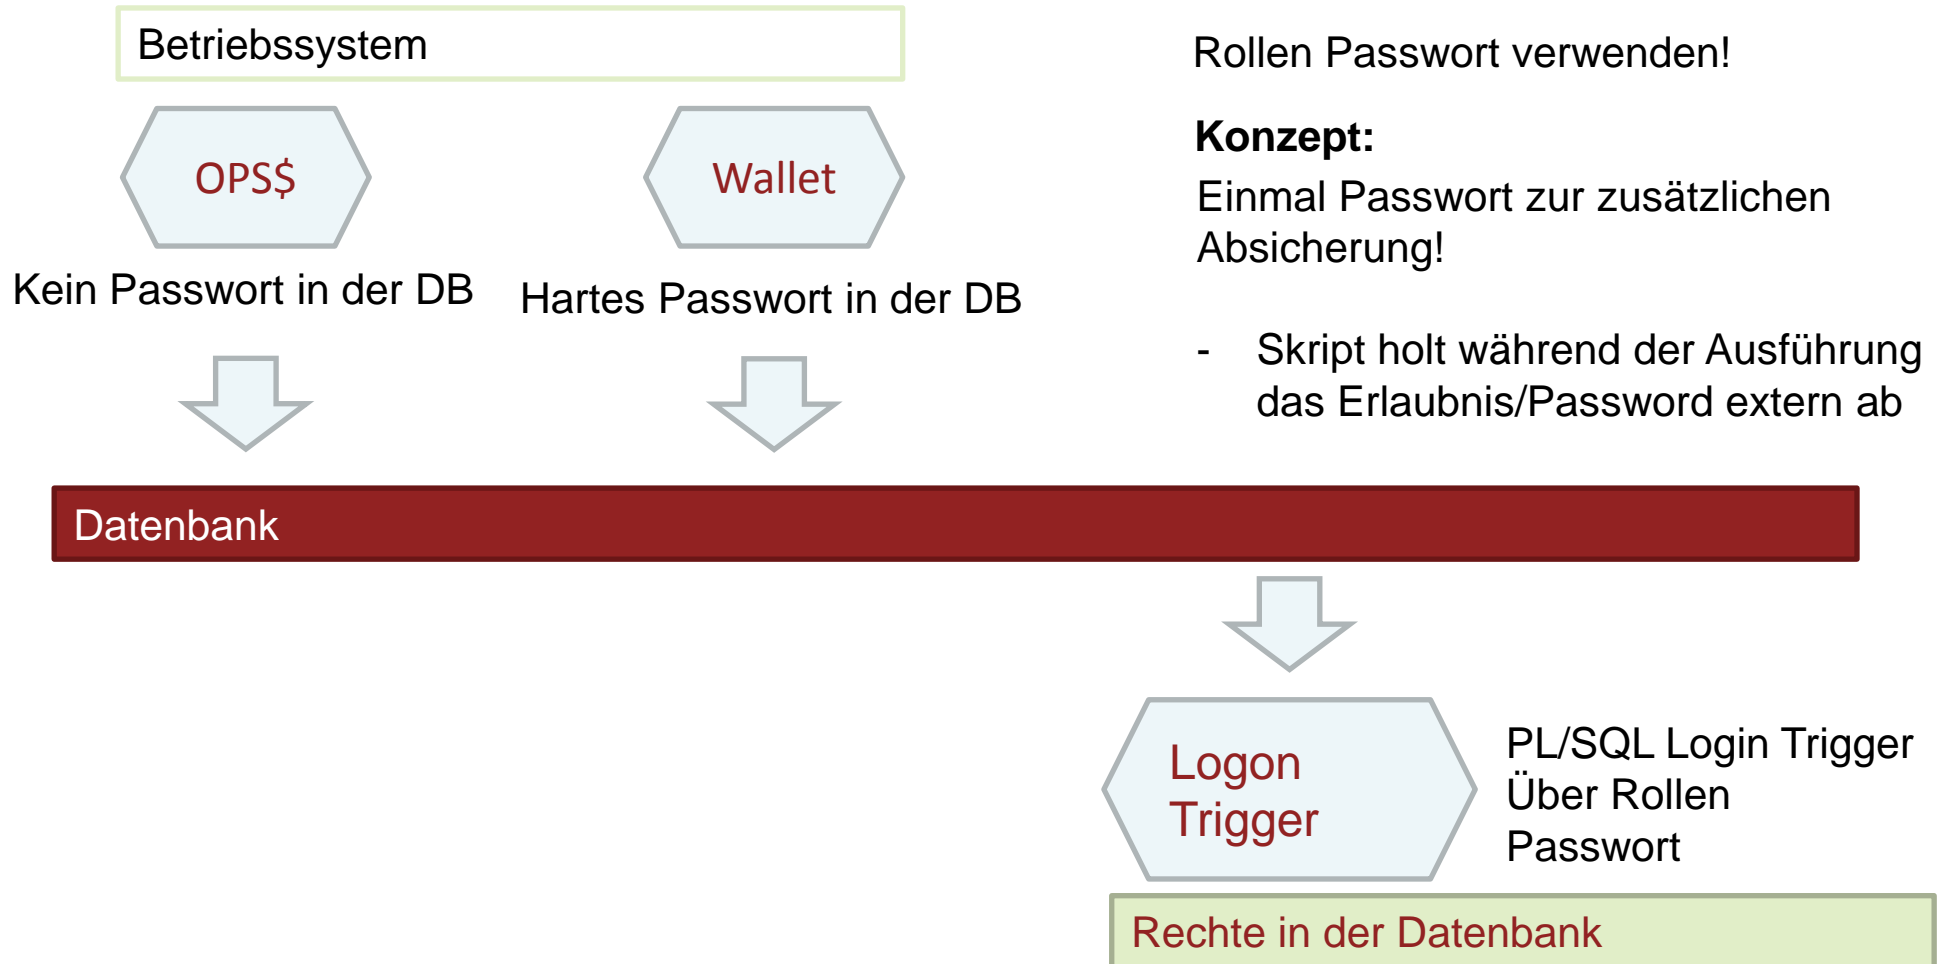 Betriebssystem
OPS$
Wallet
Kein Passwort in der DB
Hartes Passwort in der DB
Rollen Passwort verwenden!
Konzept:
Einmal Passwort zur zusätzlichen
Absicherung!
- Skript holt während der Ausführung
das Erlaubnis/Password extern ab
Datenbank
Logon
Trigger
PL/SQL Login Trigger
Über Rollen
Passwort
Rechte in der Datenbank